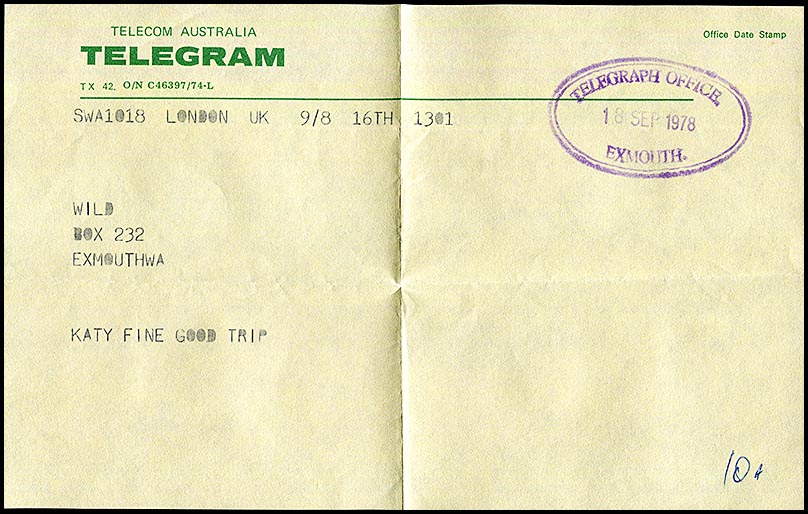 TELECOM AUSTRALIA
TELEGRAM
Office Date Stamp
TX 42. O/N C46397/74-L
SWA1018 LONDON UK 9/8 16TH 1301
TELEGRAPH OFFICE,
18 SEP 1978
EXMOUTH.
WILD
BOX 232
EXMOUTHWA
KATY FINE GOOD TRIP